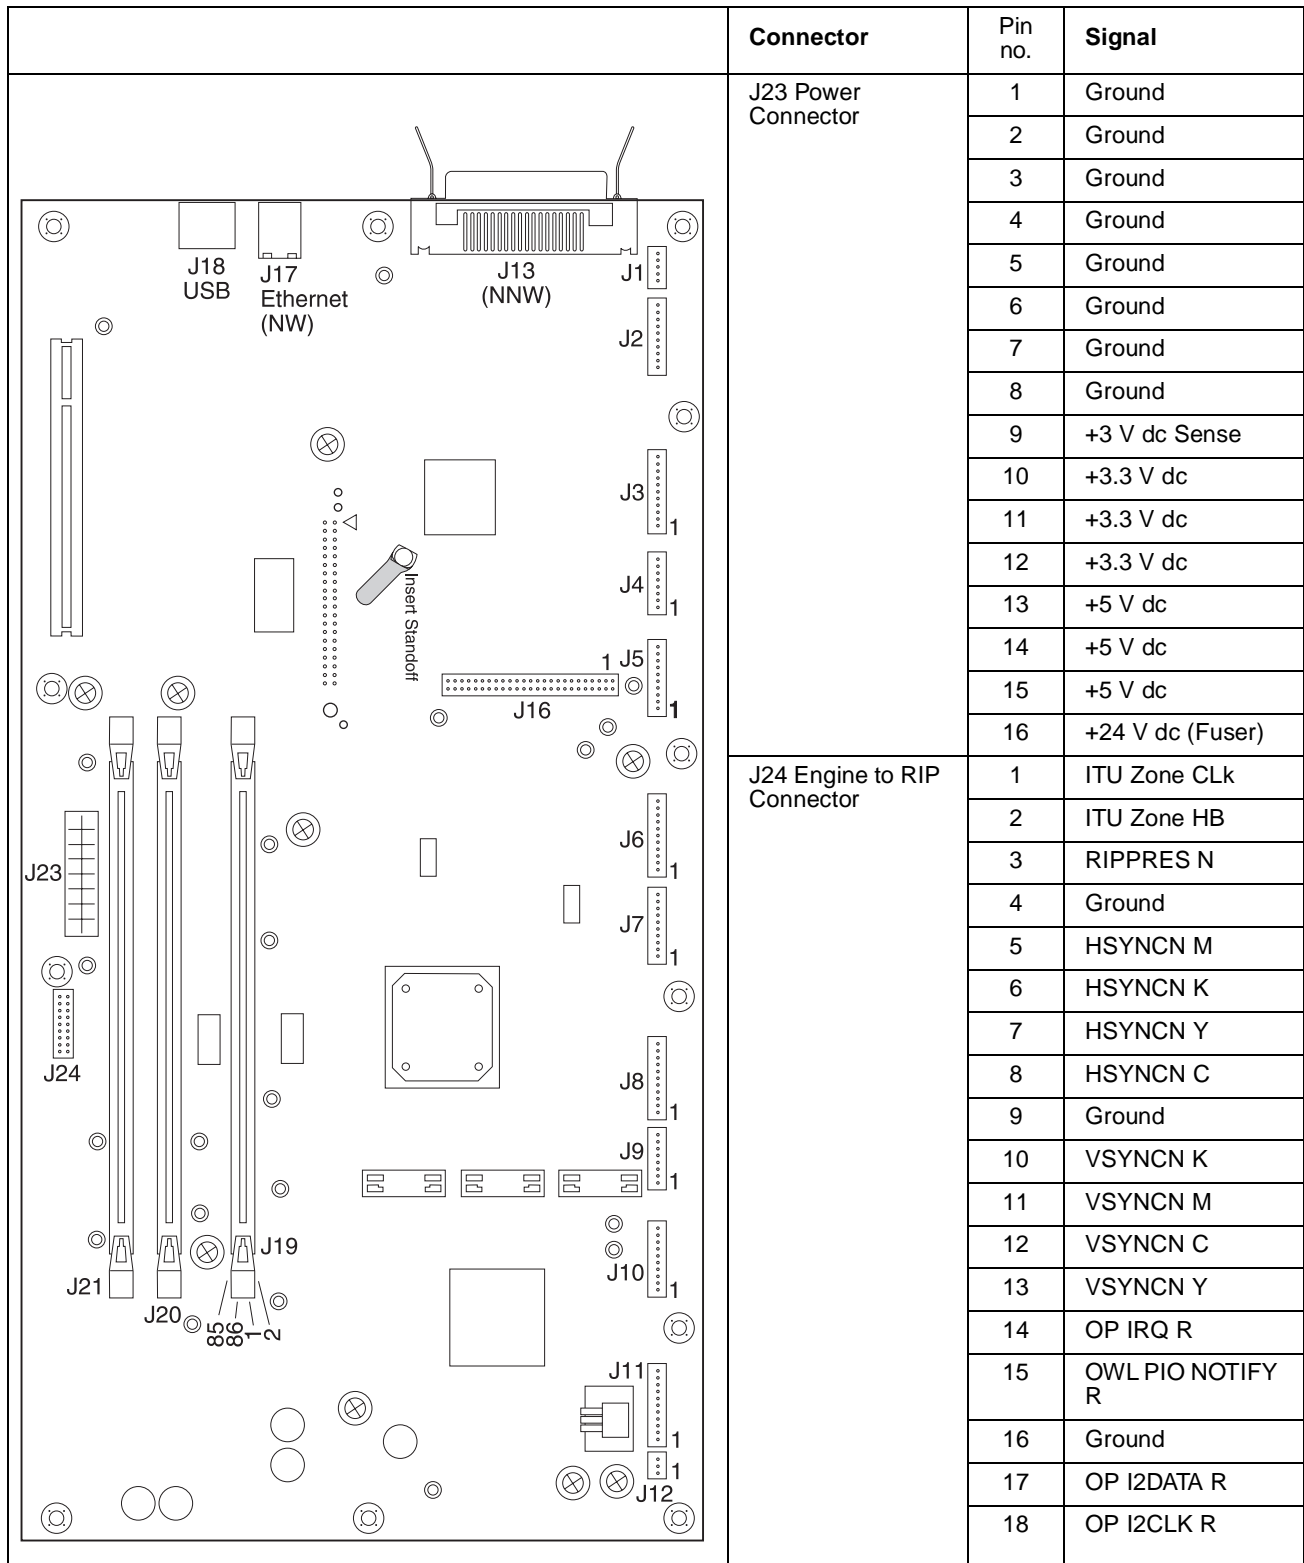 Connector Pin no. Signal
J23 Power Connector
1 Ground
2 Ground
3 Ground
4 Ground
5 Ground
6 Ground
7 Ground
8 Ground
9 +3 V dc Sense
10 +3.3 V dc
11 +3.3 V dc
12 +3.3 V dc
13 +5 V dc
14 +5 V dc
15 +5 V dc
16 +24 V dc (Fuser)
J24 Engine to RIP Connector
1 ITU Zone CLk
2 ITU Zone HB
3 RIPPRES N
4 Ground
5 HSYNCN M
6 HSYNCN K
7 HSYNCN Y
8 HSYNCN C
9 Ground
10 VSYNCN K
11 VSYNCN M
12 VSYNCN C
13 VSYNCN Y
14 OP IRQ R
15 OWL PIO NOTIFY R
16 Ground
17 OP I2DATA R
18 OP I2CLK R
J18
USB
J17
Ethernet
(NW)
J13
(NNW)
J1
J2
J3
1
J4
1
Insert Standoff
J5
1
1
J16
J6
1
J23
J7
1
J24
J8
1
J9
1
J19
J10
1
J21
J20
85
86
1
2
J11
1
1
J12